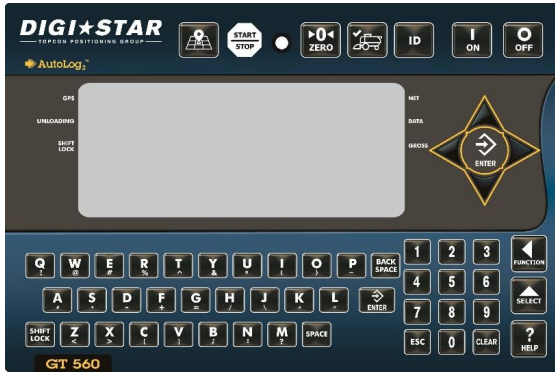 DIGI★STAR
TOPCON POSITIONING GROUP
AutoLog2™
START
STOP
0
ZERO
ID
I
ON
O
OFF
GPS
UNLOADING
SHIFT
LOCK
NET
DATA
GROSS
ENTER
Q W E R T Y U I O P BACK
SPACE
! @ # % ^ & * ( ) _
A S D F G H J K L ENTER
, . - + = / \ ' "
SHIFT
LOCK
Z X C V B N M SPACE
< > [ ] ; : ?
1 2 3
4 5 6
7 8 9
ESC 0 CLEAR
FUNCTION
SELECT
?
HELP
GT 560